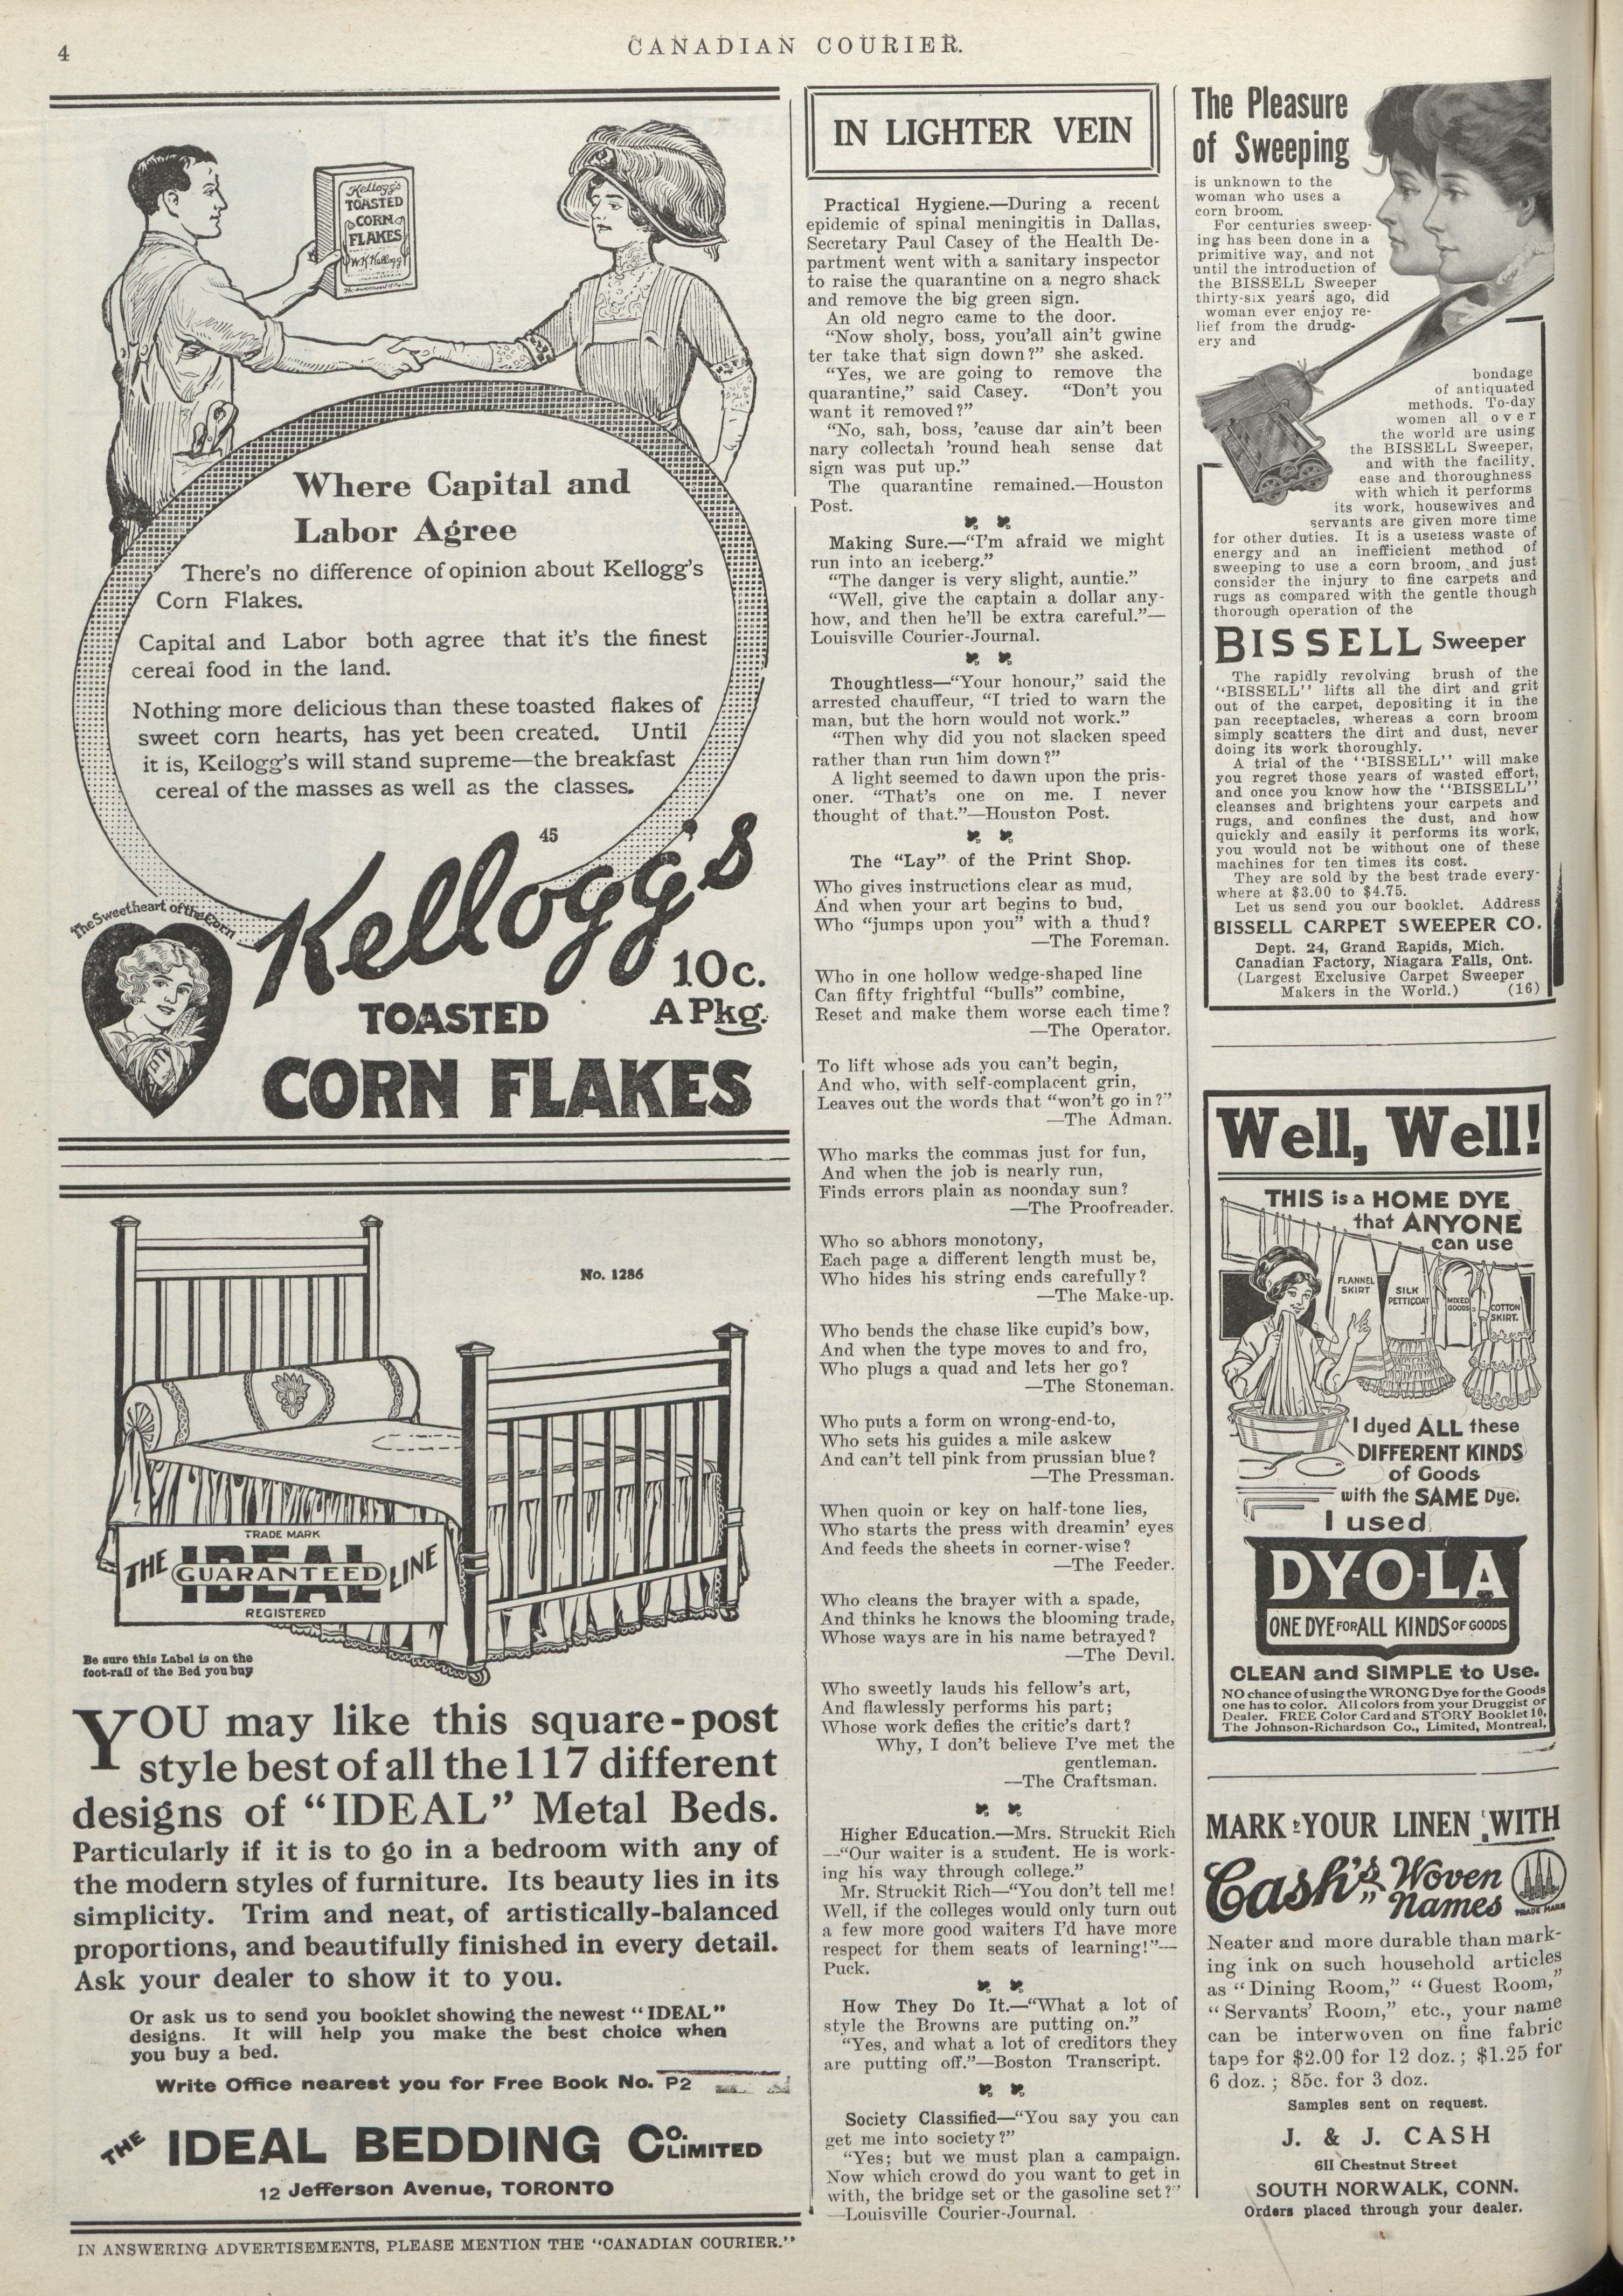 4
CANADIAN COURIER.
Kellogg's
TOASTED
CORN
FLAKES
W.K. Kellogg
Where Capital and
Labor Agree
There's no difference of opinion about Kellogg's
Corn Flakes.
Capital and Labor both agree that it's the finest
cereal food in the land.
Nothing more delicious than these toasted flakes of
sweet corn hearts, has yet been created. Until
it is, Kellogg's will stand supreme—the breakfast
cereal of the masses as well as the classes.
45
The Sweetheart of the Corn
Kellogg's
10c.
A Pkg.
TOASTED
CORN FLAKES
No. 1286
TRADE MARK
THE IDEAL LINE
GUARANTEED
REGISTERED
Be sure this Label is on the
foot-rail of the Bed you buy
YOU may like this square-post
style best of all the 117 different
designs of "IDEAL" Metal Beds.
Particularly if it is to go in a bedroom with any of
the modern styles of furniture. Its beauty lies in its
simplicity. Trim and neat, of artistically-balanced
proportions, and beautifully finished in every detail.
Ask your dealer to show it to you.
Or ask us to send you booklet showing the newest "IDEAL"
designs. It will help you make the best choice when
you buy a bed.
Write Office nearest you for Free Book No. P2
THE IDEAL BEDDING CO. LIMITED
12 Jefferson Avenue, TORONTO
IN ANSWERING ADVERTISEMENTS, PLEASE MENTION THE "CANADIAN COURIER."
IN LIGHTER VEIN
Practical Hygiene.—During a recent
epidemic of spinal meningitis in Dallas,
Secretary Paul Casey of the Health De-
partment went with a sanitary inspector
to raise the quarantine on a negro shack
and remove the big green sign.
An old negro came to the door.
"Now sholy, boss, you'all ain't gwine
ter take that sign down?" she asked.
"Yes, we are going to remove the
quarantine," said Casey. "Don't you
want it removed?"
"No, sah, boss, 'cause dar ain't been
nary collectah 'round heah sense dat
sign was put up."
The quarantine remained.—Houston
Post.
Making Sure.—"I'm afraid we might
run into an iceberg."
"The danger is very slight, auntie."
"Well, give the captain a dollar any-
how, and then he'll be extra careful."—
Louisville Courier-Journal.
Thoughtless—"Your honour," said the
arrested chauffeur, "I tried to warn the
man, but the horn would not work."
"Then why did you not slacken speed
rather than run him down?"
A light seemed to dawn upon the pris-
oner. "That's one on me. I never
thought of that."—Houston Post.
The "Lay" of the Print Shop.
Who gives instructions clear as mud,
And when your art begins to bud,
Who "jumps upon you" with a thud?
—The Foreman.
Who in one hollow wedge-shaped line
Can fifty frightful "bulls" combine,
Reset and make them worse each time?
—The Operator.
To lift whose ads you can't begin,
And who, with self-complacent grin,
Leaves out the words that "won't go in?"
—The Adman.
Who marks the commas just for fun,
And when the job is nearly run,
Finds errors plain as noonday sun?
—The Proofreader.
Who so abhors monotony,
Each page a different length must be,
Who hides his string ends carefully?
—The Make-up.
Who bends the chase like cupid's bow,
And when the type moves to and fro,
Who plugs a quad and lets her go?
—The Stoneman.
Who puts a form on wrong-end-to,
Who sets his guides a mile askew
And can't tell pink from prussian blue?
—The Pressman.
When quoin or key on half-tone lies,
Who starts the press with dreamin' eyes
And feeds the sheets in corner-wise?
—The Feeder.
Who cleans the brayer with a spade,
And thinks he knows the blooming trade,
Whose ways are in his name betrayed?
—The Devil.
Who sweetly lauds his fellow's art,
And flawlessly performs his part;
Whose work defies the critic's dart?
Why, I don't believe I've met the
gentleman.
—The Craftsman.
Higher Education.—Mrs. Struckit Rich
—"Our waiter is a student. He is work-
ing his way through college."
Mr. Struckit Rich—"You don't tell me!
Well, if the colleges would only turn out
a few more good waiters I'd have more
respect for them seats of learning!"—
Puck.
How They Do It.—"What a lot of
style the Browns are putting on."
"Yes, and what a lot of creditors they
are putting off."—Boston Transcript.
Society Classified—"You say you can
get me into society?"
"Yes; but we must plan a campaign.
Now which crowd do you want to get in
with, the bridge set or the gasoline set?"
—Louisville Courier-Journal.
The Pleasure
of Sweeping
is unknown to the
woman who uses a
corn broom.
For centuries sweep-
ing has been done in a
primitive way, and not
until the introduction of
the BISSELL Sweeper
thirty-six years ago, did
woman ever enjoy re-
lief from the drudg-
ery and
bondage
of antiquated
methods. To-day
women all over
the world are using
the BISSELL Sweeper,
and with the facility,
ease and thoroughness
with which it performs
its work, housewives and
servants are given more time
for other duties. It is a useless waste of
energy and an inefficient method of
sweeping to use a corn broom, and just
consider the injury to fine carpets and
rugs as compared with the gentle though
thorough operation of the
BISSELL Sweeper
The rapidly revolving brush of the
"BISSELL" lifts all the dirt and grit
out of the carpet, depositing it in the
pan receptacles, whereas a corn broom
simply scatters the dirt and dust, never
doing its work thoroughly.
A trial of the "BISSELL" will make
you regret those years of wasted effort,
and once you know how the "BISSELL"
cleanses and brightens your carpets and
rugs, and confines the dust, and how
quickly and easily it performs its work,
you would not be without one of these
machines for ten times its cost.
They are sold by the best trade every-
where at $3.00 to $4.75.
Let us send you our booklet. Address
BISSELL CARPET SWEEPER CO.
Dept. 24, Grand Rapids, Mich.
Canadian Factory, Niagara Falls, Ont.
(Largest Exclusive Carpet Sweeper
Makers in the World.) (16)
Well, Well!
THIS is a HOME DYE
that ANYONE
can use
FLANNEL
SKIRT
SILK
PETTICOAT
MIXED
GOODS
COTTON
SKIRT.
I dyed ALL these
DIFFERENT KINDS
of Goods
with the SAME Dye.
I used
DY-O-LA
ONE DYE FOR ALL KINDS OF GOODS
CLEAN and SIMPLE to Use.
NO chance of using the WRONG Dye for the Goods
one has to color. All colors from your Druggist or
Dealer. FREE Color Card and STORY Booklet 10,
The Johnson-Richardson Co., Limited, Montreal,
MARK YOUR LINEN WITH
Cash's Woven
Names
TRADE MARK
Neater and more durable than mark-
ing ink on such household articles
as "Dining Room," "Guest Room,"
"Servants' Room," etc., your name
can be interwoven on fine fabric
tape for $2.00 for 12 doz.; $1.25 for
6 doz.; 85c. for 3 doz.
Samples sent on request.
J. & J. CASH
611 Chestnut Street
SOUTH NORWALK, CONN.
Orders placed through your dealer.